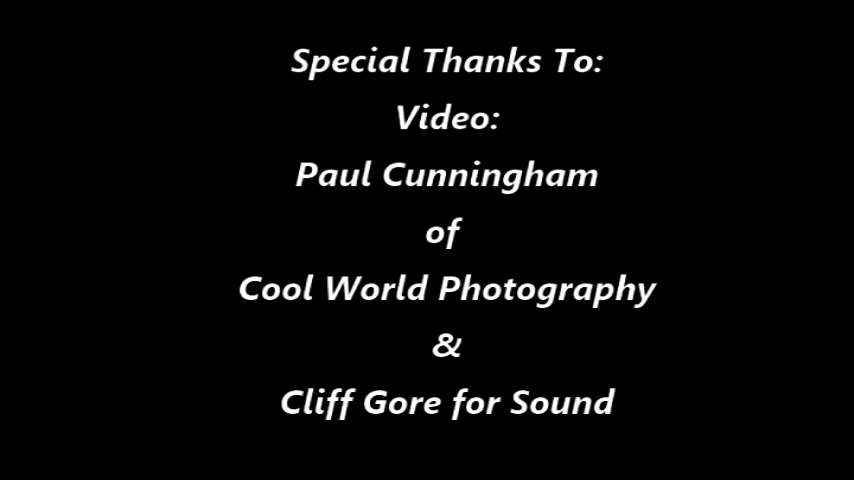 Special Thanks To:
Video:
Paul Cunningham
of
Cool World Photography
&
Cliff Gore for Sound